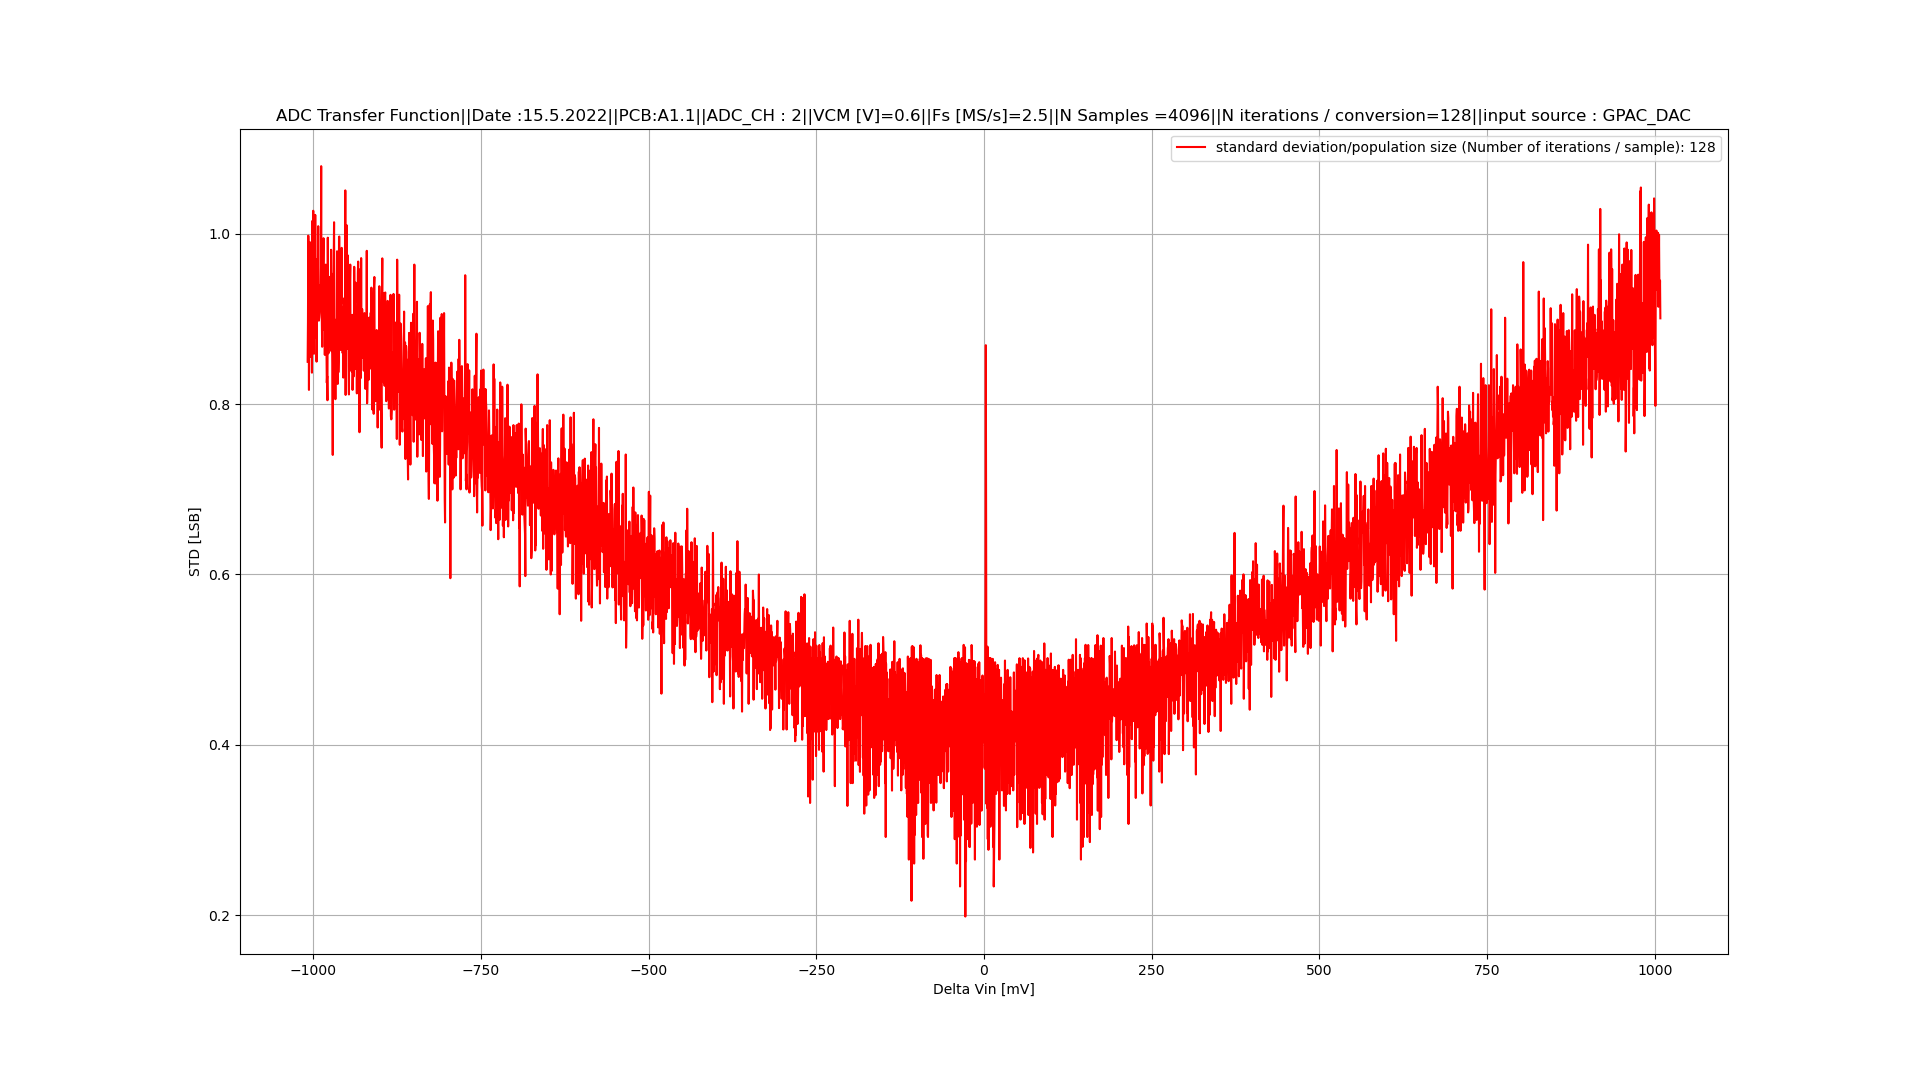 ADC Transfer Function||Date :15.5.2022||PCB:A1.1||ADC_CH : 2||VCM [V]=0.6||Fs [MS/s]=2.5||N Samples =4096||N iterations / conversion=128||input source : GPAC_DAC
standard deviation/population size (Number of iterations / sample): 128
STD [LSB]
1.0
0.8
0.6
0.4
0.2
−1000 −750 −500 −250 0 250 500 750 1000
Delta Vin [mV]